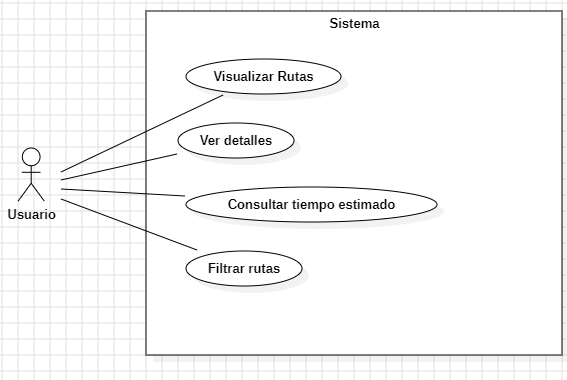 Sistema
Visualizar Rutas
Ver detalles
Consultar tiempo estimado
Usuario
Filtrar rutas